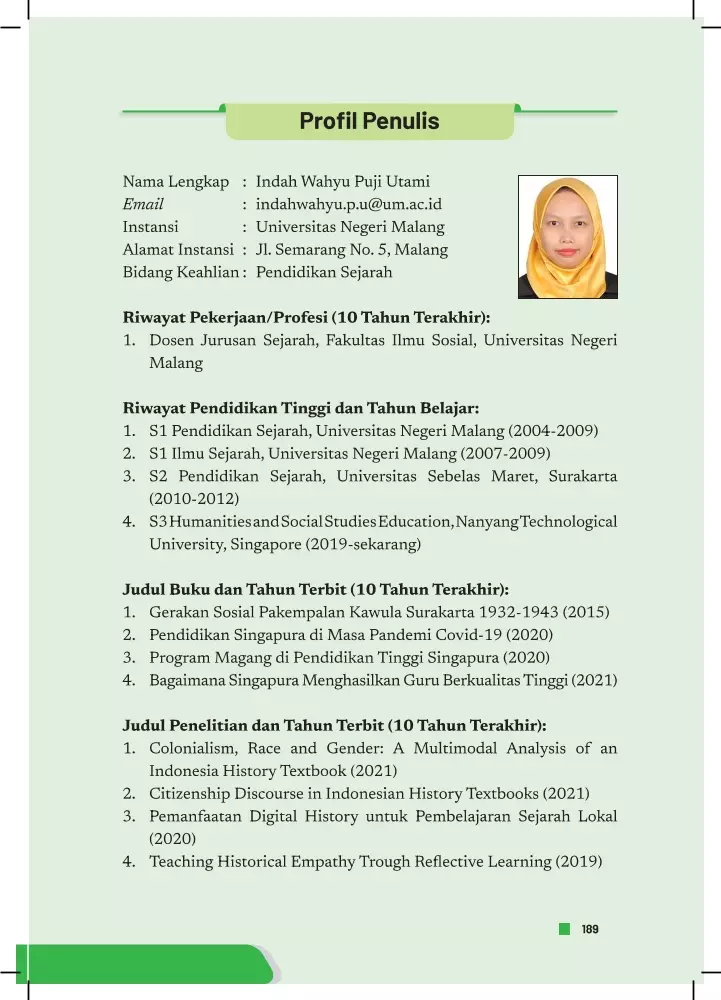 Profil Penulis
Nama Lengkap : Indah Wahyu Puji Utami
Email : indahwahyu.p.u@um.ac.id
Instansi : Universitas Negeri Malang
Alamat Instansi : Jl. Semarang No. 5, Malang
Bidang Keahlian : Pendidikan Sejarah
Riwayat Pekerjaan/Profesi (10 Tahun Terakhir):
1. Dosen Jurusan Sejarah, Fakultas Ilmu Sosial, Universitas Negeri
Malang
Riwayat Pendidikan Tinggi dan Tahun Belajar:
1. S1 Pendidikan Sejarah, Universitas Negeri Malang (2004-2009)
2. S1 Ilmu Sejarah, Universitas Negeri Malang (2007-2009)
3. S2 Pendidikan Sejarah, Universitas Sebelas Maret, Surakarta
(2010-2012)
4. S3 Humanities and Social Studies Education, Nanyang Technological
University, Singapore (2019-sekarang)
Judul Buku dan Tahun Terbit (10 Tahun Terakhir):
1. Gerakan Sosial Pakempalan Kawula Surakarta 1932-1943 (2015)
2. Pendidikan Singapura di Masa Pandemi Covid-19 (2020)
3. Program Magang di Pendidikan Tinggi Singapura (2020)
4. Bagaimana Singapura Menghasilkan Guru Berkualitas Tinggi (2021)
Judul Penelitian dan Tahun Terbit (10 Tahun Terakhir):
1. Colonialism, Race and Gender: A Multimodal Analysis of an
Indonesia History Textbook (2021)
2. Citizenship Discourse in Indonesian History Textbooks (2021)
3. Pemanfaatan Digital History untuk Pembelajaran Sejarah Lokal
(2020)
4. Teaching Historical Empathy Trough Reflective Learning (2019)
189